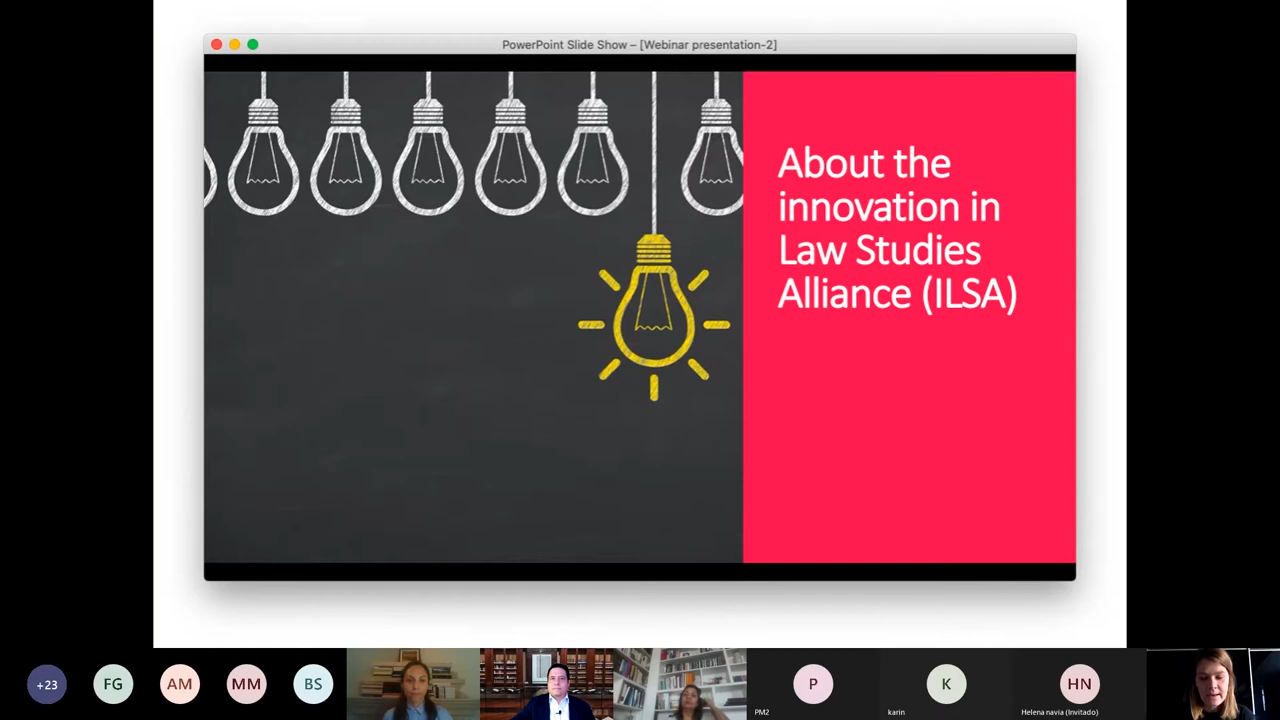 PowerPoint Slide Show – [Webinar presentation-2]
About the
innovation in
Law Studies
Alliance (ILSA)
+23
FG
AM
MM
BS
P
PM2
K
karin
HN
Helena navia (Invitado)